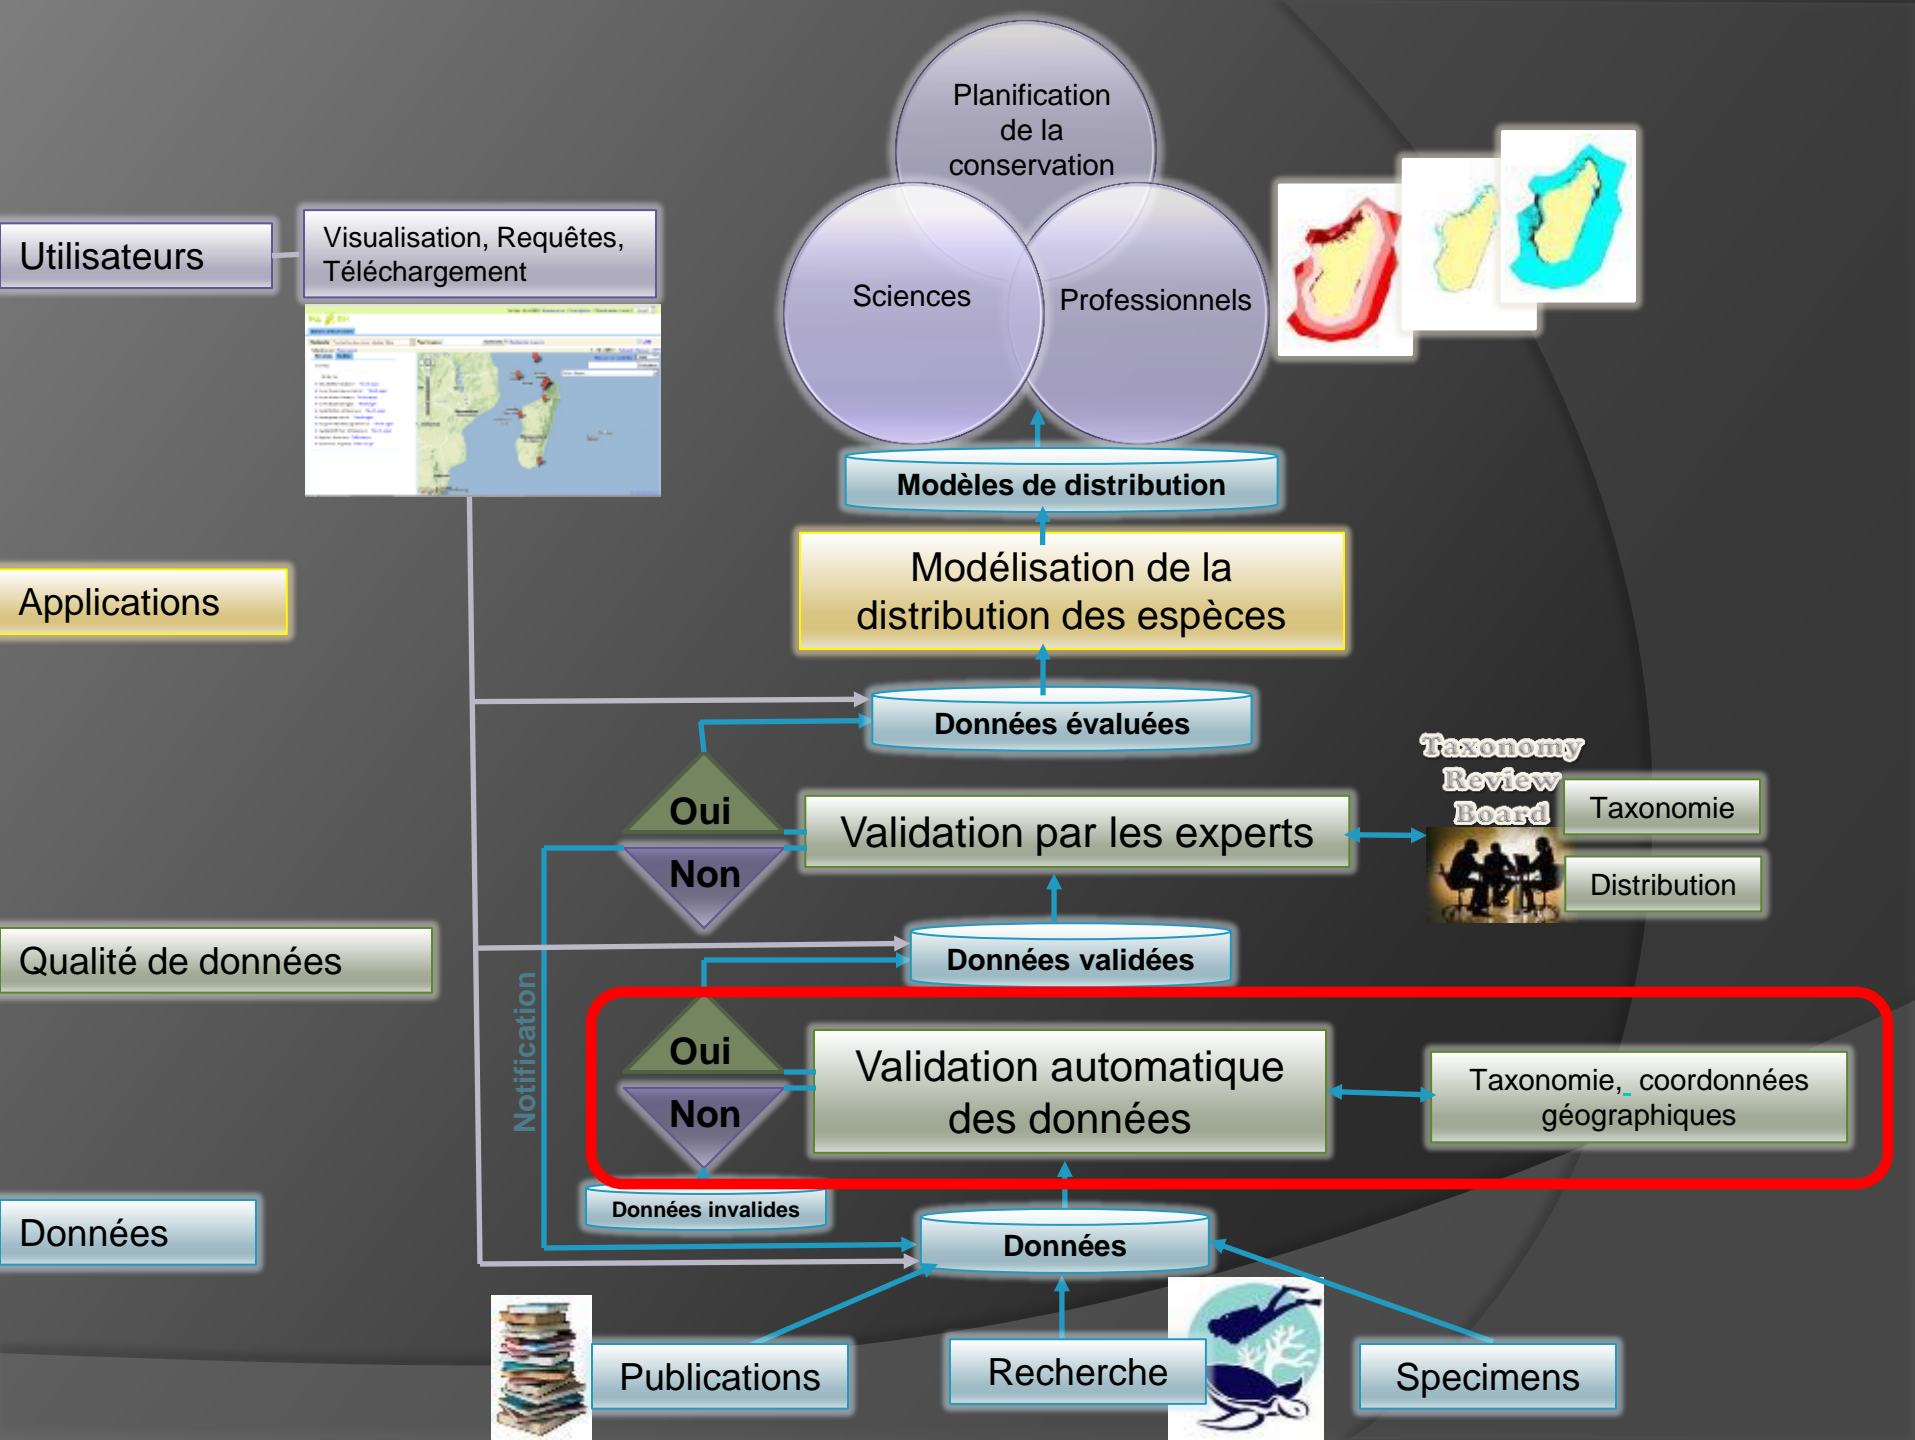 Planification
de la
conservation
Utilisateurs
Visualisation, Requêtes,
Téléchargement
Sciences
Professionnels
Modèles de distribution
Applications
Modélisation de la
distribution des espèces
Données évaluées
Oui
Non
Validation par les experts
Taxonomy
Review
Board
Taxonomie
Distribution
Qualité de données
Données validées
Notification
Oui
Non
Validation automatique
des données
Taxonomie, coordonnées
géographiques
Données invalides
Données
Données
Publications
Recherche
Specimens